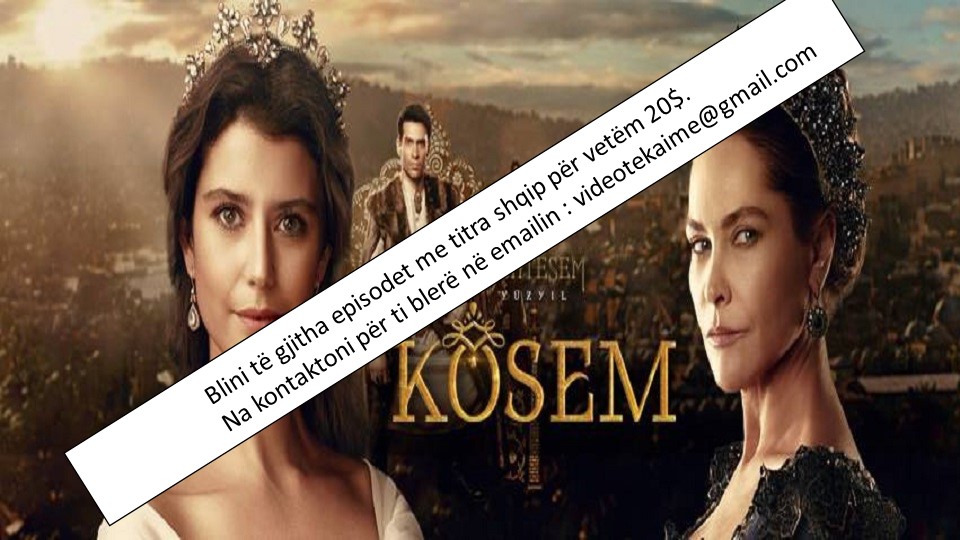 Blini të gjitha episodet me titra shqip për vetëm 20$.
Na kontaktoni për ti blerë në emailin : videotekaime@gmail.com
YÜZYIL
KÖSEM